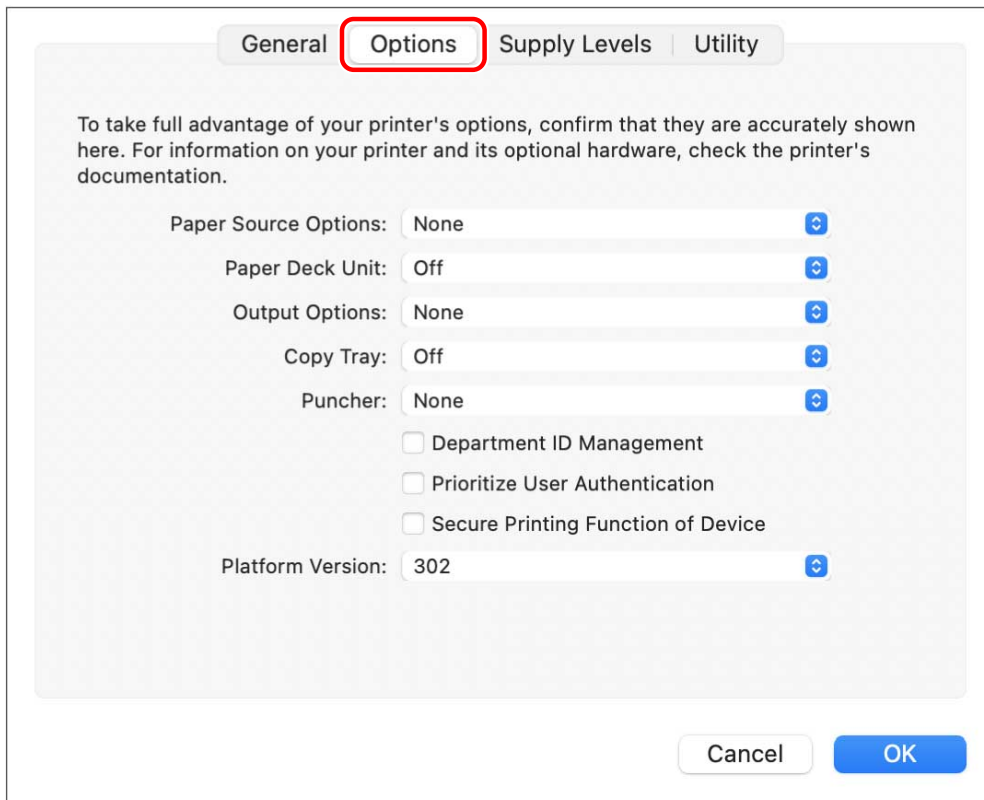 General Options Supply Levels Utility
To take full advantage of your printer's options, confirm that they are accurately shown
here. For information on your printer and its optional hardware, check the printer's
documentation.
Paper Source Options: None
Paper Deck Unit: Off
Output Options: None
Copy Tray: Off
Puncher: None
Department ID Management
Prioritize User Authentication
Secure Printing Function of Device
Platform Version: 302
Cancel OK